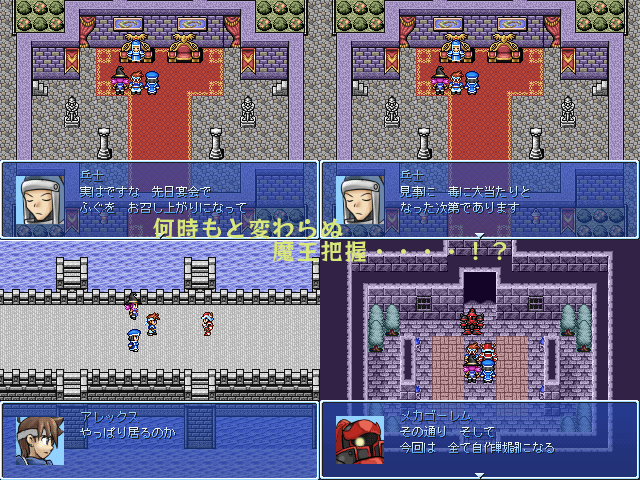 兵士
実はですな　先日宴会で
ふぐを　お召し上がりになって
兵士
見事に　毒に大当たりと
なった次第であります
何時もと変わらぬ
魔王把握・・・・！？
アレックス
やっぱり居るのか
メガゴーレム
その通り　そして
今回は　全て自作戦闘になる